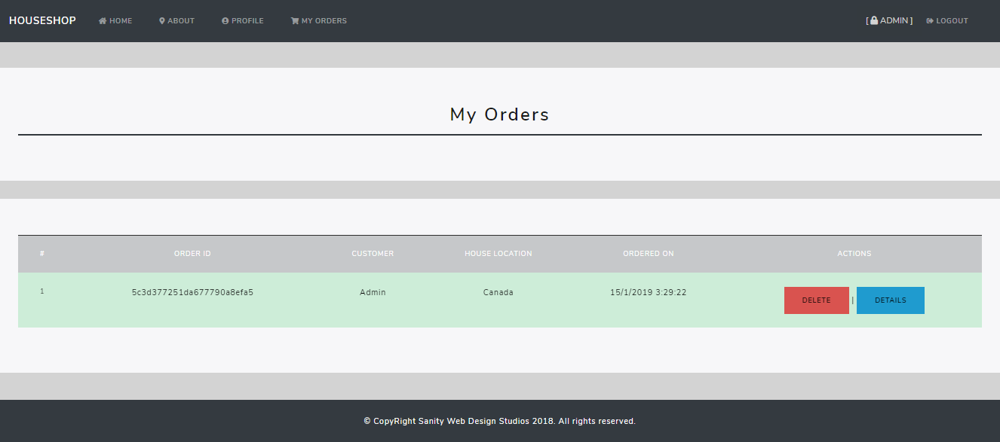 HOUSESHOP HOME ABOUT PROFILE MY ORDERS [ ADMIN ] LOGOUT
My Orders
# ORDER ID CUSTOMER HOUSE LOCATION ORDERED ON ACTIONS
1 5c3d377251da677790a8efa5 Admin Canada 15/1/2019 3:29:22 DELETE | DETAILS
© CopyRight Sanity Web Design Studios 2018. All rights reserved.